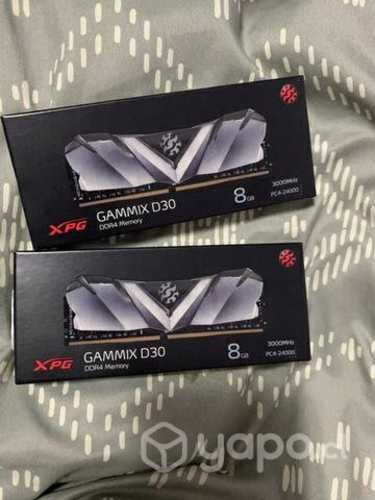 XPG
GAMMIX D30
DDR4 Memory
8GB
3000MHz
PC4-24000
XPG
GAMMIX D30
DDR4 Memory
8GB
3000MHz
PC4-24000
yapo.cl